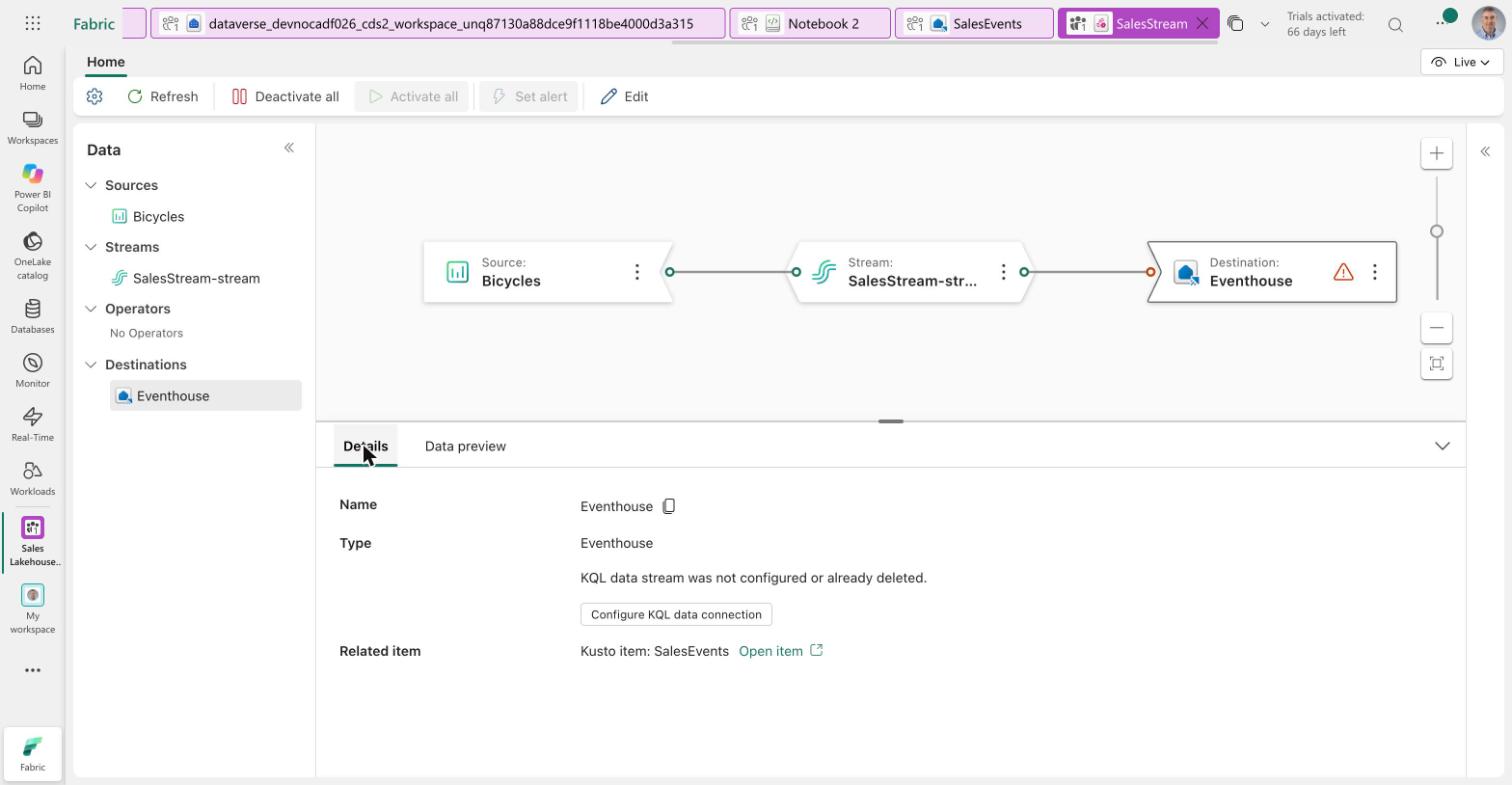 Fabric
dataverse_devnocadf026_cds2_workspace_unq87130a88dce9f1118be4000d3a315
Notebook 2
SalesEvents
SalesStream
Trials activated:
66 days left
Home
Live
Refresh
Deactivate all
Activate all
Set alert
Edit
Home
Workspaces
Power BI
Copilot
OneLake
catalog
Databases
Monitor
Real-Time
Workloads
Sales
Lakehouse..
My
workspace
Fabric
Data
Sources
Bicycles
Streams
SalesStream-stream
Operators
No Operators
Destinations
Eventhouse
Source:
Bicycles
Stream:
SalesStream-str...
Destination:
Eventhouse
Details
Data preview
Name
Eventhouse
Type
Eventhouse
KQL data stream was not configured or already deleted.
Configure KQL data connection
Related item
Kusto item: SalesEvents Open item